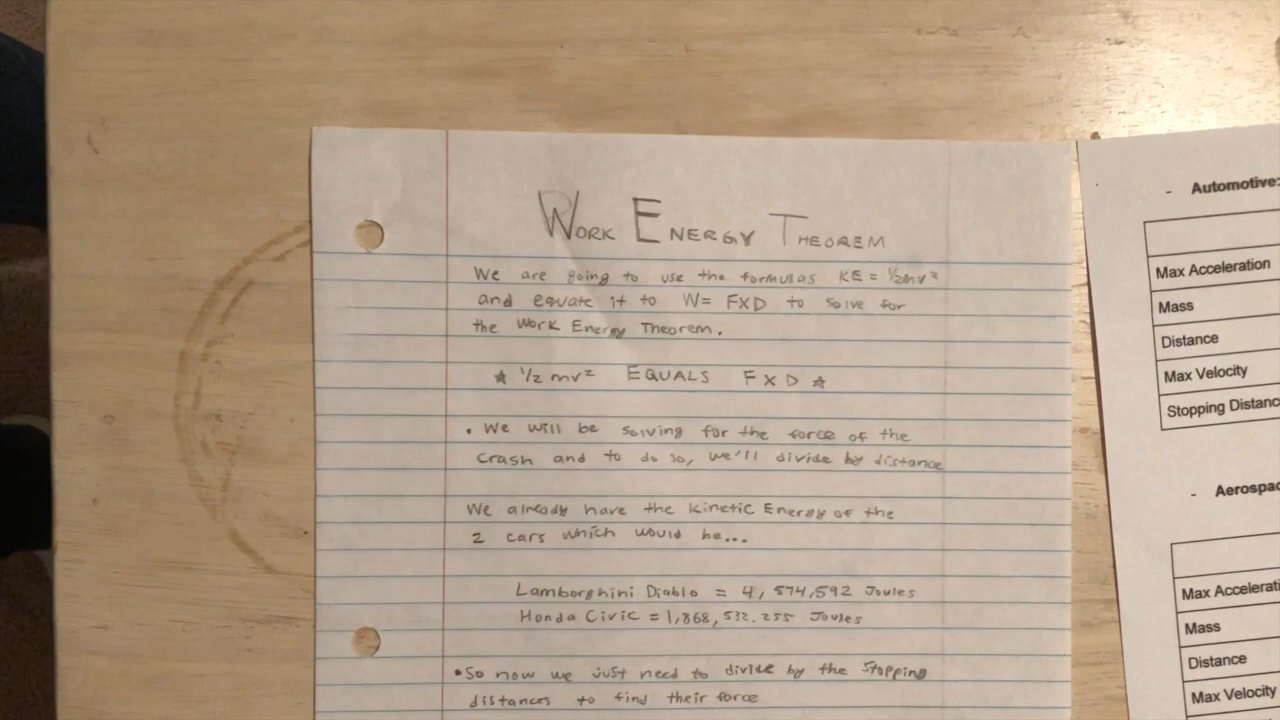 WORK ENERGY THEOREM
We are going to use the formulas KE = ½mv²
and equate it to W= FXD to solve for
the Work Energy Theorem.
☆ ½ mv² EQUALS F X D ☆
• We will be solving for the force of the
crash and to do so, we'll divide by distance
We already have the Kinetic Energy of the
2 cars which would be...
Lamborghini Diablo = 4,574,592 Joules
Honda Civic = 1,868,532.255 Joules
• So now we just need to divide by the stopping
distances to find their force
- Automotive:
Max Acceleration
Mass
Distance
Max Velocity
Stopping Distanc
- Aerospac
Max Accelerati
Mass
Distance
Max Velocity